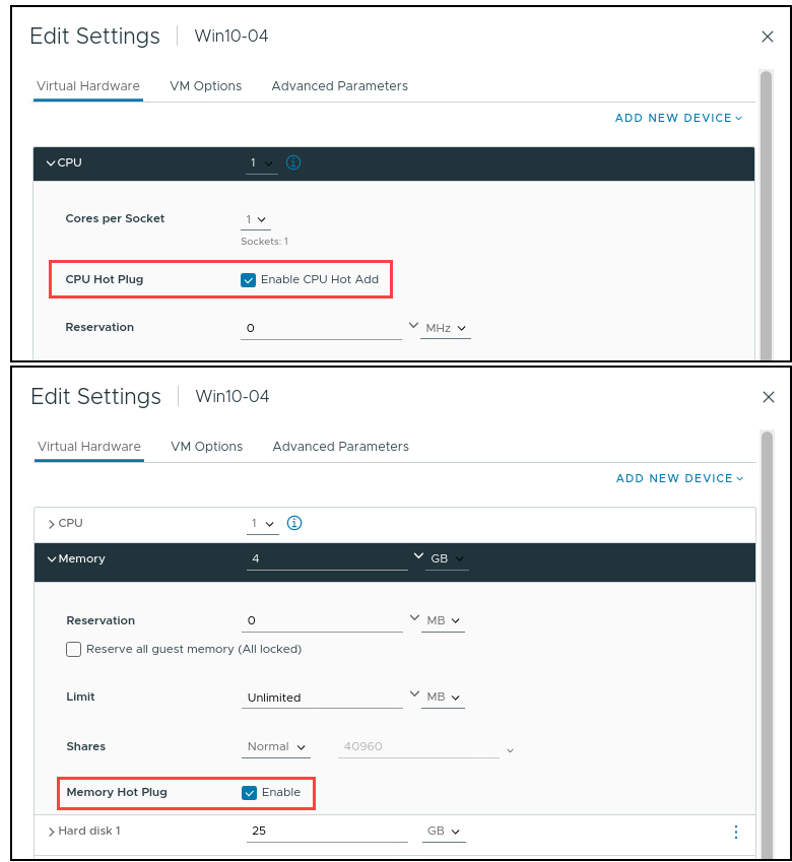 Edit Settings Win10-04
Virtual Hardware VM Options Advanced Parameters
ADD NEW DEVICE
CPU 1
Cores per Socket 1
Sockets: 1
CPU Hot Plug Enable CPU Hot Add
Reservation 0 MHz
Edit Settings Win10-04
Virtual Hardware VM Options Advanced Parameters
ADD NEW DEVICE
CPU 1
Memory 4 GB
Reservation 0 MB
Reserve all guest memory (All locked)
Limit Unlimited MB
Shares Normal 40960
Memory Hot Plug Enable
Hard disk 1 25 GB